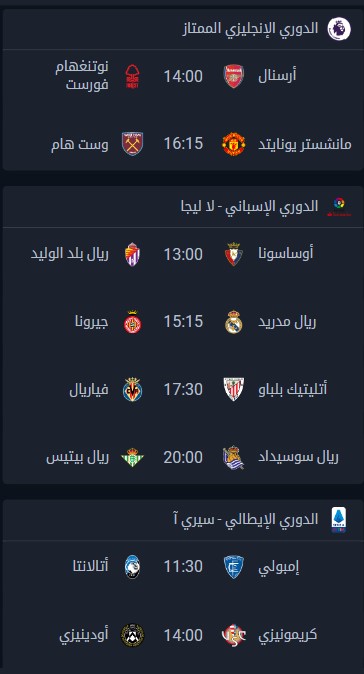 الدوري الإنجليزي الممتاز
أرسنال 14:00 نوتنغهام فورست
مانشستر يونايتد 16:15 وست هام
الدوري الإسباني - لا ليجا
أوساسونا 13:00 ريال بلد الوليد
ريال مدريد 15:15 جيرونا
أتليتيك بلباو 17:30 فياريال
ريال سوسيداد 20:00 ريال بيتيس
الدوري الإيطالي - سيري آ
إمبولي 11:30 أتالانتا
كريمونيزي 14:00 أودينيزي